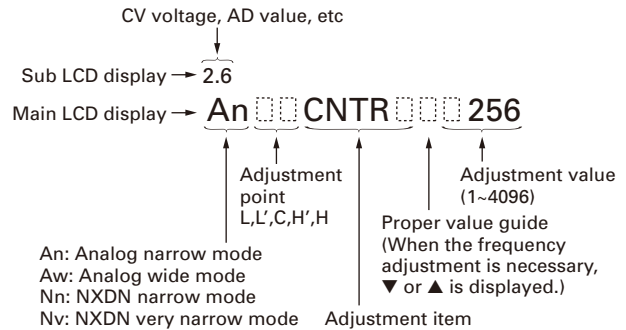 CV voltage, AD value, etc
Sub LCD display
2.6
Main LCD display
An CNTR 256
Adjustment
point
L,L',C,H',H
Adjustment value
(1~4096)
Proper value guide
(When the frequency
adjustment is necessary,
▼ or ▲ is displayed.)
An: Analog narrow mode
Aw: Analog wide mode
Nn: NXDN narrow mode
Nv: NXDN very narrow mode
Adjustment item